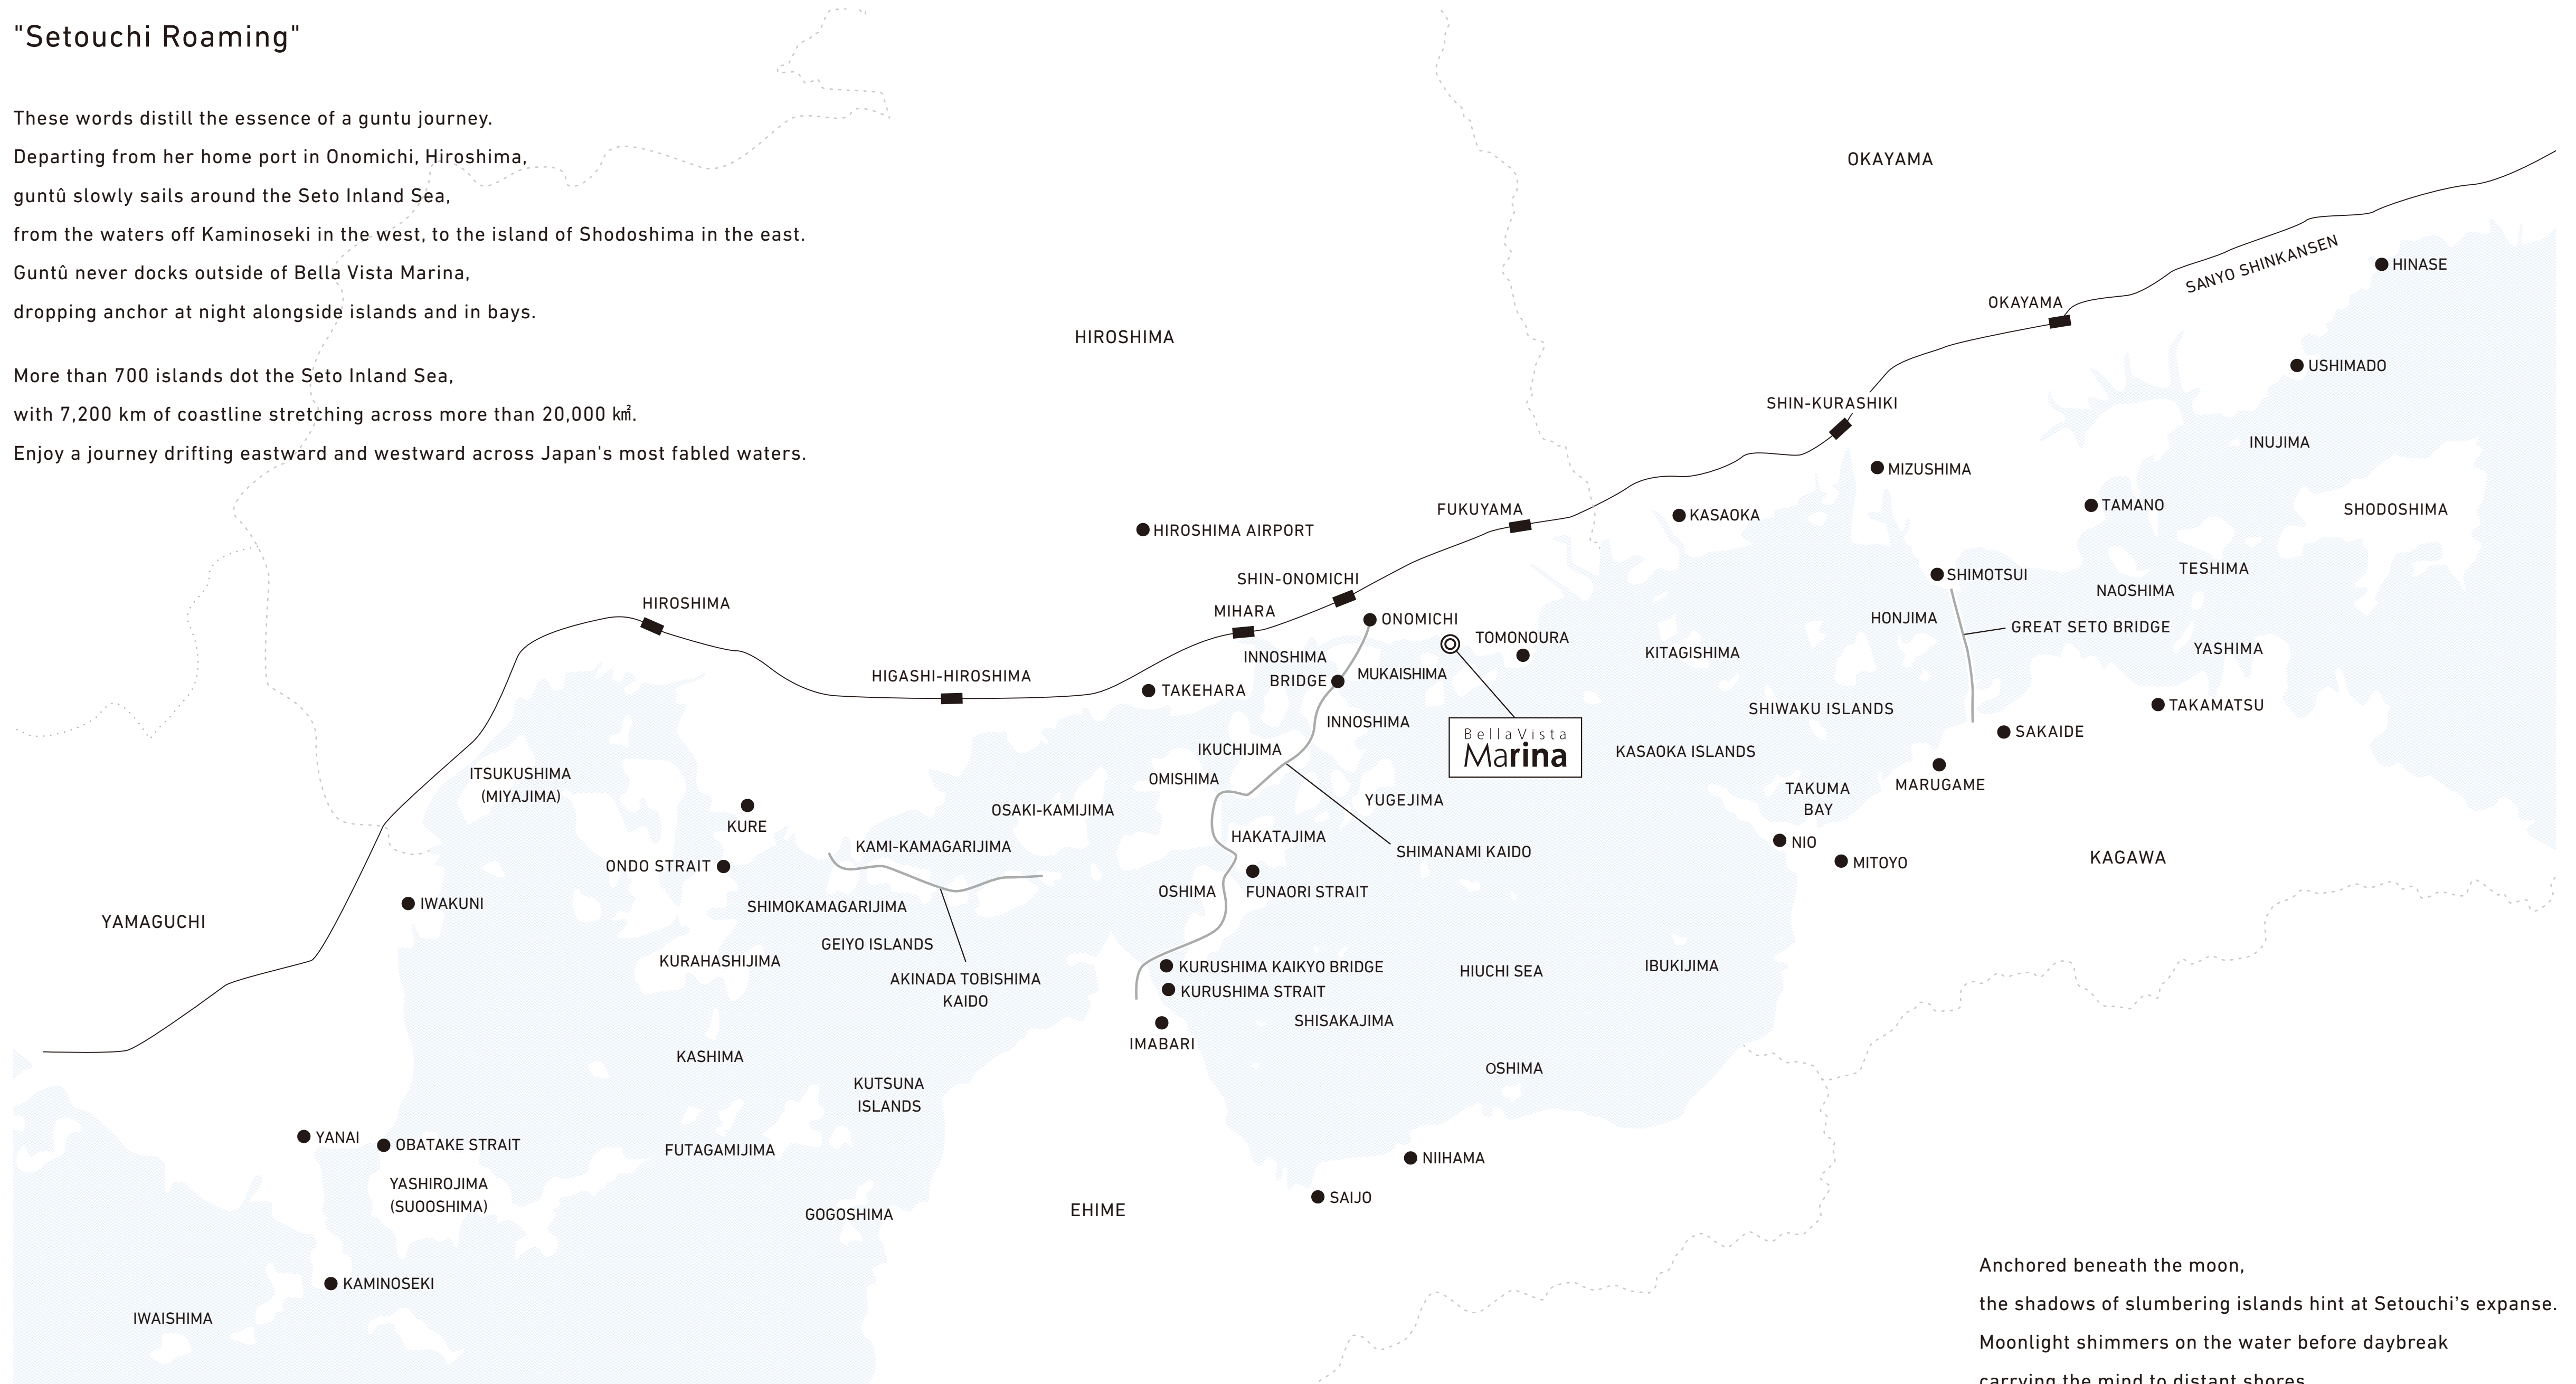 "Setouchi Roaming"
These words distill the essence of a guntu journey.
Departing from her home port in Onomichi, Hiroshima,
guntû slowly sails around the Seto Inland Sea,
from the waters off Kaminoseki in the west, to the island of Shodoshima in the east.
Guntû never docks outside of Bella Vista Marina,
dropping anchor at night alongside islands and in bays.
More than 700 islands dot the Seto Inland Sea,
with 7,200 km of coastline stretching across more than 20,000 ㎢.
Enjoy a journey drifting eastward and westward across Japan's most fabled waters.
OKAYAMA
SANYO SHINKANSEN
HINASE
OKAYAMA
HIROSHIMA
USHIMADO
SHIN-KURASHIKI
INUJIMA
MIZUSHIMA
TAMANO
SHODOSHIMA
FUKUYAMA
KASAOKA
HIROSHIMA AIRPORT
TESHIMA
SHIN-ONOMICHI
SHIMOTSUI
NAOSHIMA
HIROSHIMA
MIHARA
ONOMICHI
HONJIMA
GREAT SETO BRIDGE
TOMONOURA
YASHIMA
INNOSHIMA
BRIDGE
KITAGISHIMA
HIGASHI-HIROSHIMA
MUKAISHIMA
TAKEHARA
TAKAMATSU
SHIWAKU ISLANDS
INNOSHIMA
BellaVista
Marina
SAKAIDE
IKUCHIJIMA
KASAOKA ISLANDS
ITSUKUSHIMA
(MIYAJIMA)
OMISHIMA
MARUGAME
TAKUMA
BAY
YUGEJIMA
OSAKI-KAMIJIMA
KURE
HAKATAJIMA
NIO
KAMI-KAMAGARIJIMA
SHIMANAMI KAIDO
KAGAWA
MITOYO
ONDO STRAIT
OSHIMA
FUNAORI STRAIT
IWAKUNI
SHIMOKAMAGARIJIMA
YAMAGUCHI
GEIYO ISLANDS
KURAHASHIJIMA
KURUSHIMA KAIKYO BRIDGE
HIUCHI SEA
IBUKIJIMA
AKINADA TOBISHIMA
KAIDO
KURUSHIMA STRAIT
SHISAKAJIMA
IMABARI
KASHIMA
OSHIMA
KUTSUNA
ISLANDS
YANAI
OBATAKE STRAIT
FUTAGAMIJIMA
NIIHAMA
YASHIROJIMA
(SUOOSHIMA)
SAIJO
GOGOSHIMA
EHIME
KAMINOSEKI
IWAISHIMA
Anchored beneath the moon,
the shadows of slumbering islands hint at Setouchi's expanse.
Moonlight shimmers on the water before daybreak
carrying the mind to distant shores